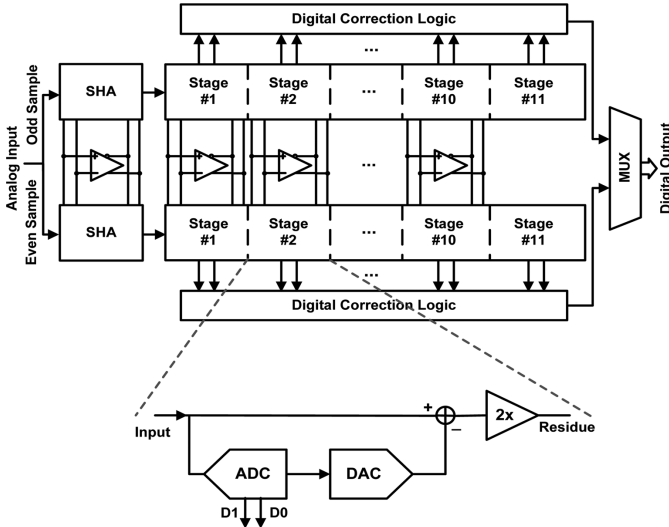 Digital Correction Logic
...
Analog Input
Odd Sample
Even Sample
SHA
Stage
#1
Stage
#2
...
Stage
#10
Stage
#11
+
-
+
-
+
-
...
+
-
MUX
Digital Output
SHA
Stage
#1
Stage
#2
...
Stage
#10
Stage
#11
...
Digital Correction Logic
Input
+
−
2x
Residue
ADC
DAC
D1
D0